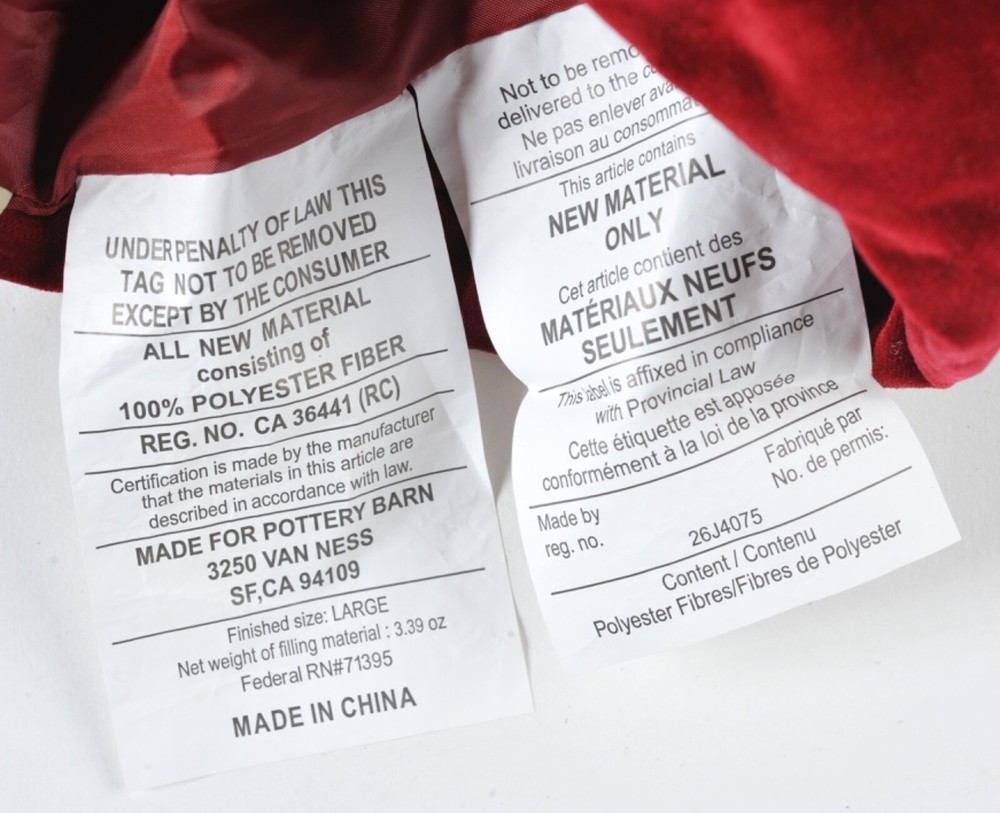 UNDER PENALTY OF LAW THIS
TAG NOT TO BE REMOVED
EXCEPT BY THE CONSUMER
ALL NEW MATERIAL
consisting of
100% POLYESTER FIBER
REG. NO. CA 36441 (RC)
Certification is made by the manufacturer
that the materials in this article are
described in accordance with law.
MADE FOR POTTERY BARN
3250 VAN NESS
SF,CA 94109
Finished size: LARGE
Net weight of filling material : 3.39 oz
Federal RN#71395
MADE IN CHINA
Not to be
delivered to the
Ne pas enlever
livraison au
This article contains
NEW MATERIAL
ONLY
Cet article contient des
MATÉRIAUX NEUFS
SEULEMENT
This label is affixed in compliance
with Provincial Law
Cette étiquette est apposée
conformément à la loi de la province
Fabriqué par
No. de permis:
Made by
reg. no.
26J4075
Content / Contenu
Polyester Fibres/Fibres de Polyester